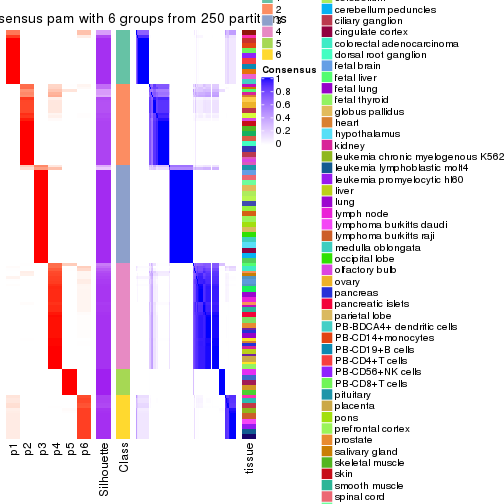 sensus pam with 6 groups from 250 partitions
2
3
4
5
6
Consensus
1
0.8
0.6
0.4
0.2
0
cerebellum peduncles
ciliary ganglion
cingulate cortex
colorectal adenocarcinoma
dorsal root ganglion
fetal brain
fetal liver
fetal lung
fetal thyroid
globus pallidus
heart
hypothalamus
kidney
leukemia chronic myelogenous K562
leukemia lymphoblastic molt4
leukemia promyelocytic hl60
liver
lung
lymph node
lymphoma burkitts daudi
lymphoma burkitts raji
medulla oblongata
occipital lobe
olfactory bulb
ovary
pancreas
pancreatic islets
parietal lobe
PB-BDCA4+ dendritic cells
PB-CD14+monocytes
PB-CD19+B cells
PB-CD4+T cells
PB-CD56+NK cells
PB-CD8+T cells
pituitary
placenta
pons
prefrontal cortex
prostate
salivary gland
skeletal muscle
skin
smooth muscle
spinal cord
p1
p2
p3
p4
p5
p6
Silhouette
Class
tissue